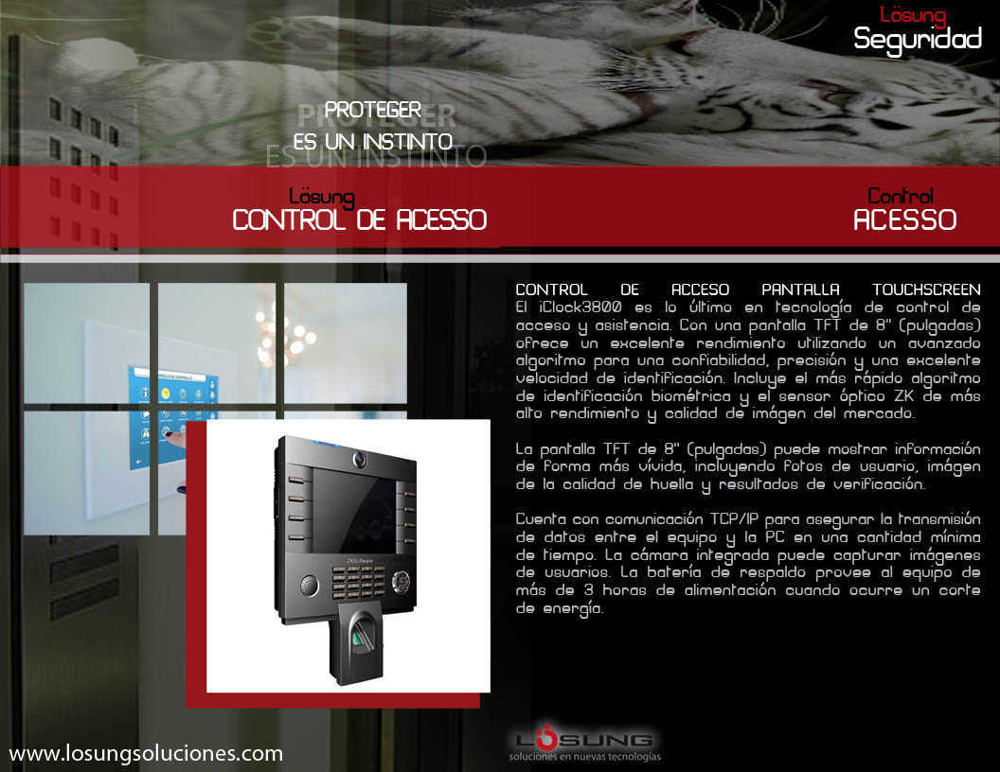 Lösung
Seguridad
PROTEGER
ES UN INSTINTO
PROTEGER
ES UN INSTINTO
Lösung
CONTROL DE ACESSO
Control
ACESSO
CONTROL DE ACCESO PANTALLA TOUCHSCREEN
El iClock3800 es lo último en tecnología de control de
acceso y asistencia. Con una pantalla TFT de 8" (pulgadas)
ofrece un excelente rendimiento utilizando un avanzado
algoritmo para una confiabilidad, precisión y una excelente
velocidad de identificación. Incluye el más rápido algoritmo
de identificación biométrica y el sensor óptico ZK de más
alto rendimiento y calidad de imágen del mercado.
La pantalla TFT de 8" (pulgadas) puede mostrar información
de forma más vívida, incluyendo fotos de usuario, imágen
de la calidad de huella y resultados de verificación.
Cuenta con comunicación TCP/IP para asegurar la transmisión
de datos entre el equipo y la PC en una cantidad mínima
de tiempo. La cámara integrada puede capturar imágenes
de usuarios. La batería de respaldo provee al equipo de
más de 3 horas de alimentación cuando ocurre un corte
de energía.
ZKSoftware
LÖSUNG
soluciones en nuevas tecnologías
www.losungsoluciones.com